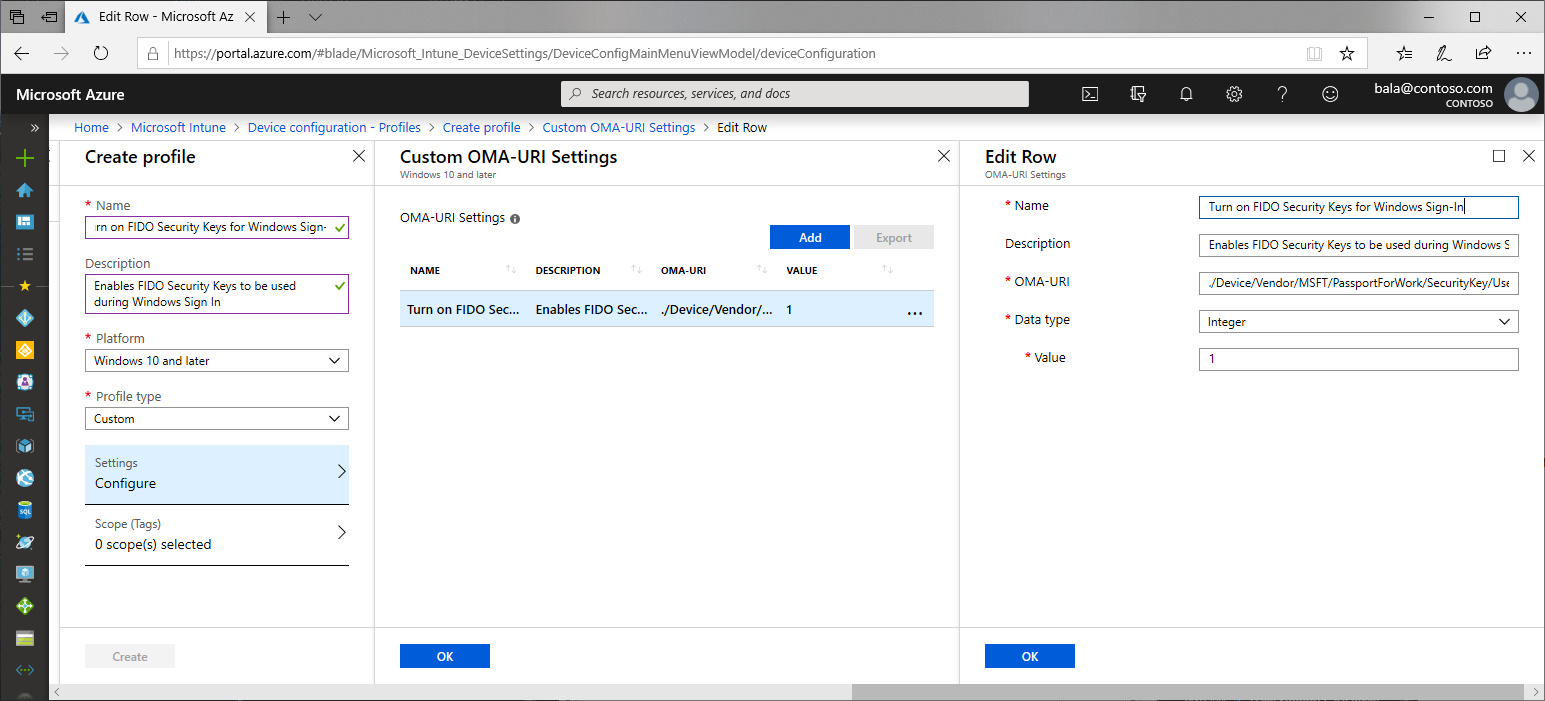 Edit Row - Microsoft Az
https://portal.azure.com/#blade/Microsoft_Intune_DeviceSettings/DeviceConfigMainMenuViewModel/deviceConfiguration
Microsoft Azure
Search resources, services, and docs
bala@contoso.com
CONTOSO
Home > Microsoft Intune > Device configuration - Profiles > Create profile > Custom OMA-URI Settings > Edit Row
Create profile
* Name
rn on FIDO Security Keys for Windows Sign-
Description
Enables FIDO Security Keys to be used
during Windows Sign In
* Platform
Windows 10 and later
* Profile type
Custom
Settings
Configure
Scope (Tags)
0 scope(s) selected
Create
Custom OMA-URI Settings
Windows 10 and later
OMA-URI Settings
Add Export
NAME DESCRIPTION OMA-URI VALUE
Turn on FIDO Sec... Enables FIDO Sec... ./Device/Vendor/... 1 ...
OK
Edit Row
OMA-URI Settings
* Name Turn on FIDO Security Keys for Windows Sign-In
Description Enables FIDO Security Keys to be used during Windows S
* OMA-URI ./Device/Vendor/MSFT/PassportForWork/SecurityKey/Use
* Data type Integer
* Value 1
OK
SQL